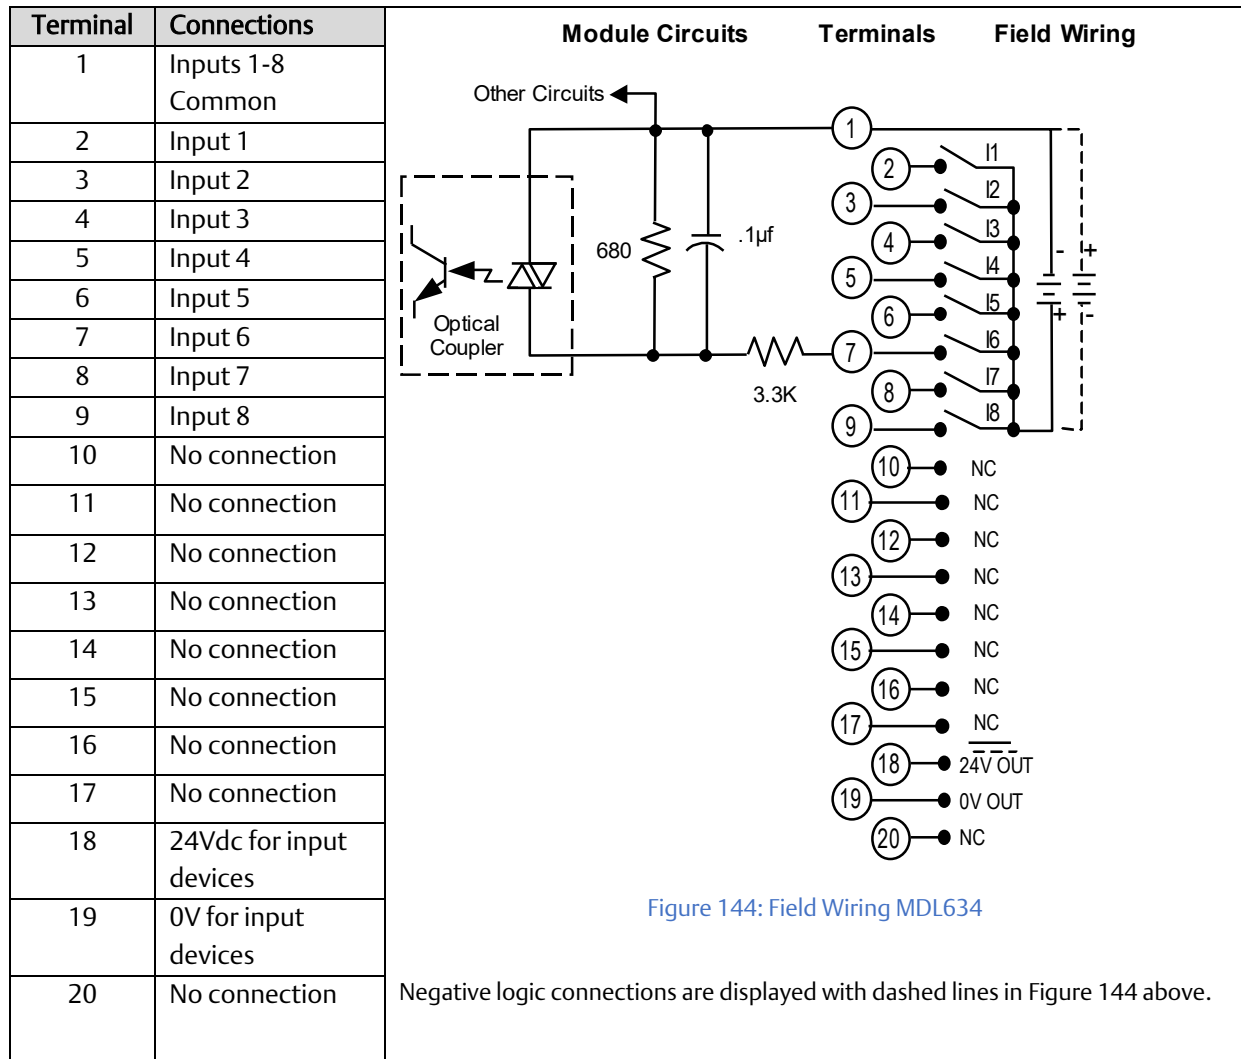 Terminal Connections
1 Inputs 1-8
Common
2 Input 1
3 Input 2
4 Input 3
5 Input 4
6 Input 5
7 Input 6
8 Input 7
9 Input 8
10 No connection
11 No connection
12 No connection
13 No connection
14 No connection
15 No connection
16 No connection
17 No connection
18 24Vdc for input
devices
19 0V for input
devices
20 No connection
Module Circuits Terminals Field Wiring
Other Circuits
1
2 I1
3 I2
4 I3
680 .1µf
5 I4
- +
6 I5
+ -
Optical
Coupler
7 I6
3.3K
8 I7
9 I8
10 NC
11 NC
12 NC
13 NC
14 NC
15 NC
16 NC
17 NC
18 24V OUT
19 0V OUT
20 NC
Figure 144: Field Wiring MDL634
Negative logic connections are displayed with dashed lines in Figure 144 above.